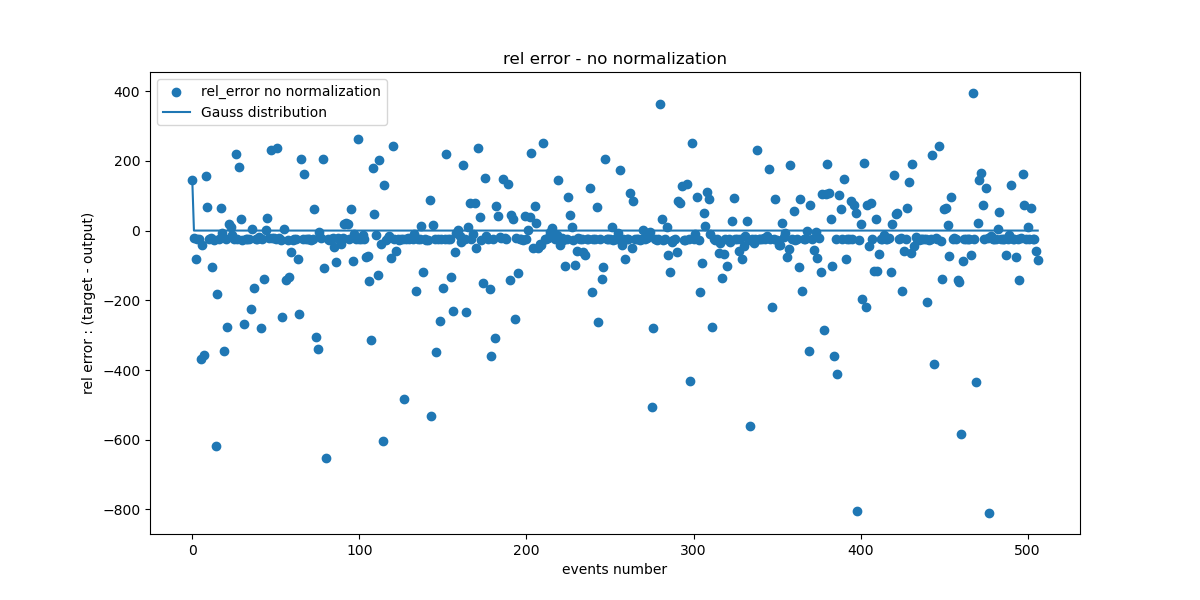 rel error - no normalization
rel_error no normalization
Gauss distribution
rel error : (target - output)
400
200
0
−200
−400
−600
−800
0 100 200 300 400 500
events number